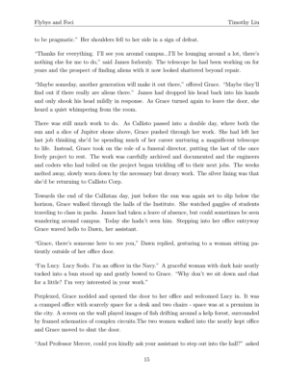 Flybys and Foci Timothy Liu
to be pragmatic." Her shoulders fell to her side in a sign of defeat.
"Thanks for everything. I'll see you around campus...I'll be lounging around a lot, there's
nothing else for me to do," said James forlornly. The telescope he had been working on for
years and the prospect of finding aliens with it now looked shattered beyond repair.
"Maybe someday, another generation will make it out there," offered Grace. "Maybe they'll
find out if there really are aliens there." James had dropped his head back into his hands
and only shook his head mildly in response. As Grace turned again to leave the door, she
heard a quiet whimpering from the room.
There was still much work to do. As Callisto passed into a double day, where both the
sun and a slice of Jupiter shone above, Grace pushed through her work. She had left her
last job thinking she'd be spending much of her career nurturing a magnificent telescope
to life. Instead, Grace took on the role of a funeral director, putting the last of the once
lively project to rest. The work was carefully archived and documented and the engineers
and coders who had toiled on the project began trickling off to their next jobs. The weeks
melted away, slowly worn down by the necessary but dreary work. The silver lining was that
she'd be returning to Callisto Corp.
Towards the end of the Callistoan day, just before the sun was again set to slip below the
horizon, Grace walked through the halls of the Institute. She watched gaggles of students
traveling to class in packs. James had taken a leave of absence, but could sometimes be seen
wandering around campus. Today she hadn't seen him. Stepping into her office entryway
Grace waved hello to Dawn, her assistant.
"Grace, there's someone here to see you," Dawn replied, gesturing to a woman sitting pa-
tiently outside of her office door.
"I'm Lucy. Lucy Sodo. I'm an officer in the Navy." A graceful woman with dark hair neatly
tucked into a bun stood up and gently bowed to Grace. "Why don't we sit down and chat
for a little? I'm very interested in your work."
Perplexed, Grace nodded and opened the door to her office and welcomed Lucy in. It was
a cramped office with scarcely space for a desk and two chairs - space was at a premium in
the city. A screen on the wall played images of fish drifting around a kelp forest, surrounded
by framed schematics of complex circuits.The two women walked into the neatly kept office
and Grace moved to shut the door.
"And Professor Mercer, could you kindly ask your assistant to step out into the hall?" asked
15